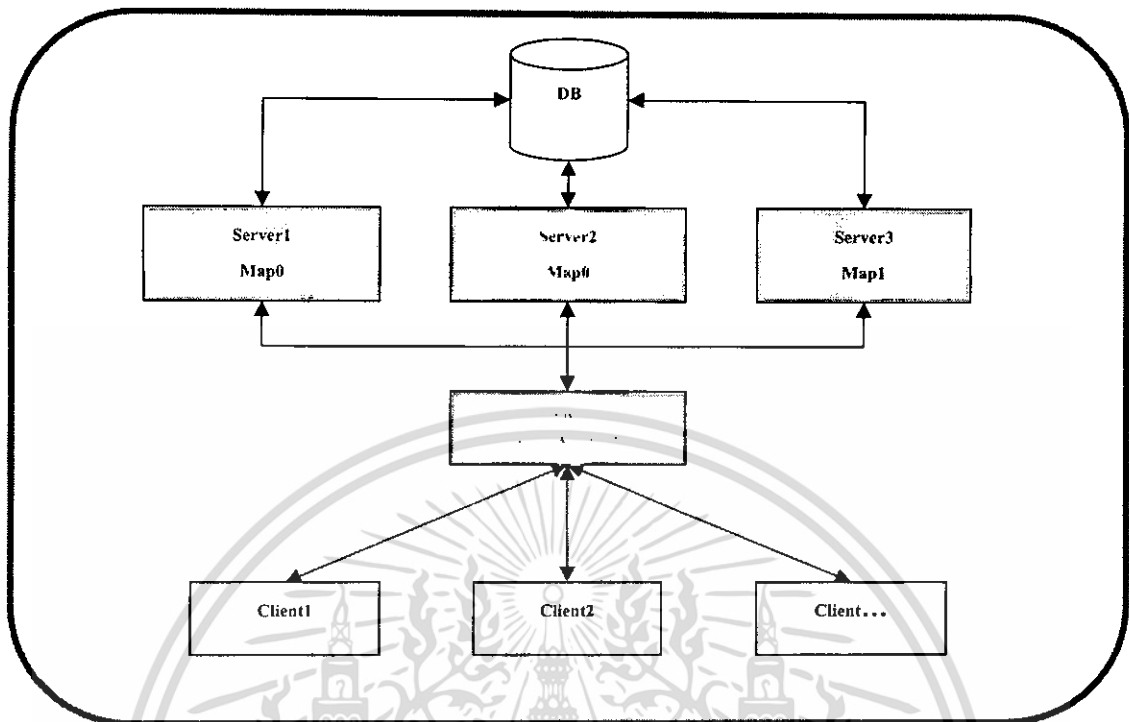 DB
Server1
Map0
Server2
Map0
Server3
Map1
Client1
Client2
Client...